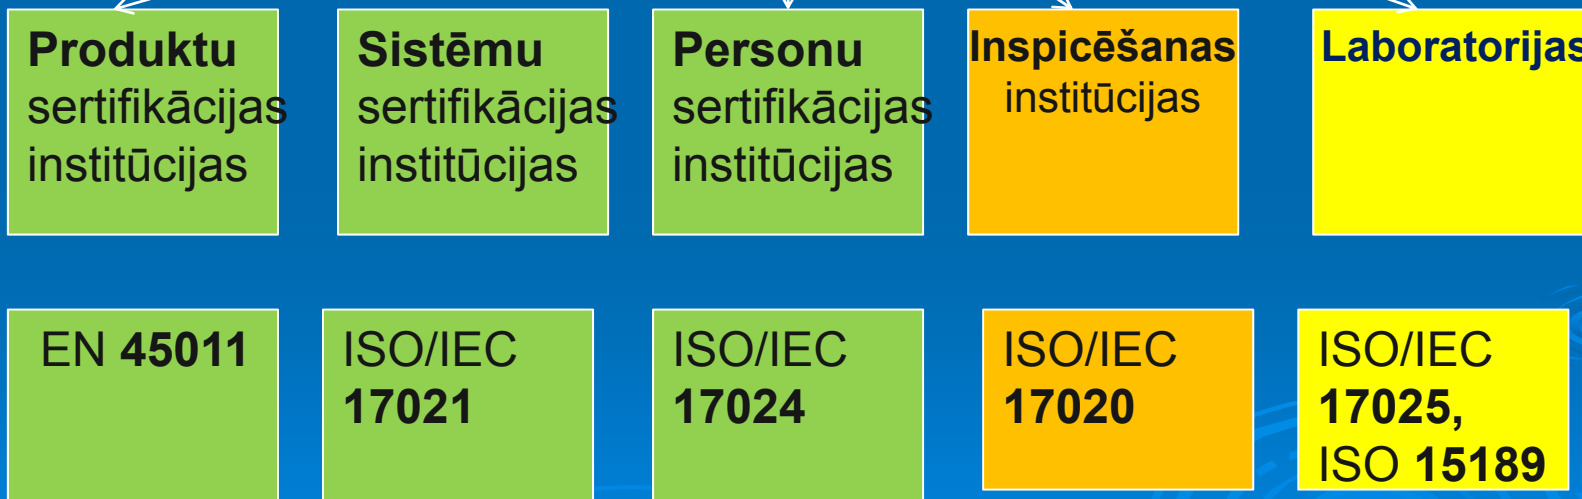 Produktu
sertifikācijas
institūcijas
Sistēmu
sertifikācijas
institūcijas
Personu
sertifikācijas
institūcijas
Inspicēšanas
institūcijas
Laboratorijas
EN 45011
ISO/IEC
17021
ISO/IEC
17024
ISO/IEC
17020
ISO/IEC
17025,
ISO 15189